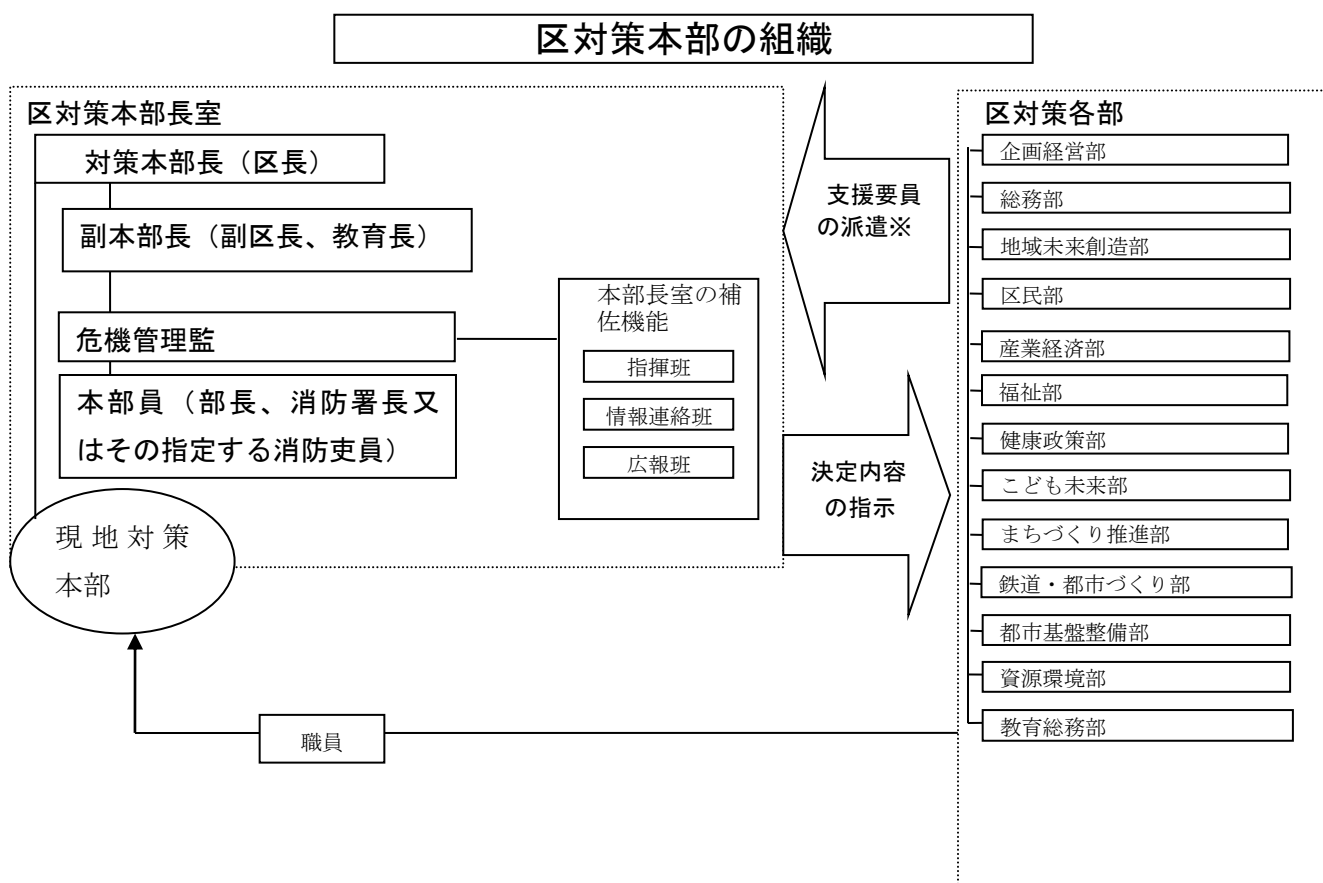 区対策本部の組織
区対策本部長室
対策本部長（区長）
副本部長（副区長、教育長）
危機管理監
本部員（部長、消防署長又
はその指定する消防吏員）
現地対策
本部
本部長室の補
佐機能
指揮班
情報連絡班
広報班
支援要員
の派遣※
決定内容
の指示
職員
区対策各部
企画経営部
総務部
地域未来創造部
区民部
産業経済部
福祉部
健康政策部
こども未来部
まちづくり推進部
鉄道・都市づくり部
都市基盤整備部
資源環境部
教育総務部